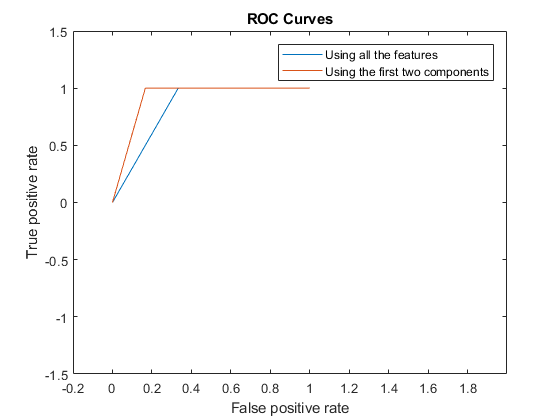 ROC Curves
Using all the features
Using the first two components
True positive rate
1.5
1
0.5
0
-1.5
-1
-1.5
-0.2 0 0.2 0.4 0.6 0.8 1 1.2 1.4 1.6 1.8
False positive rate